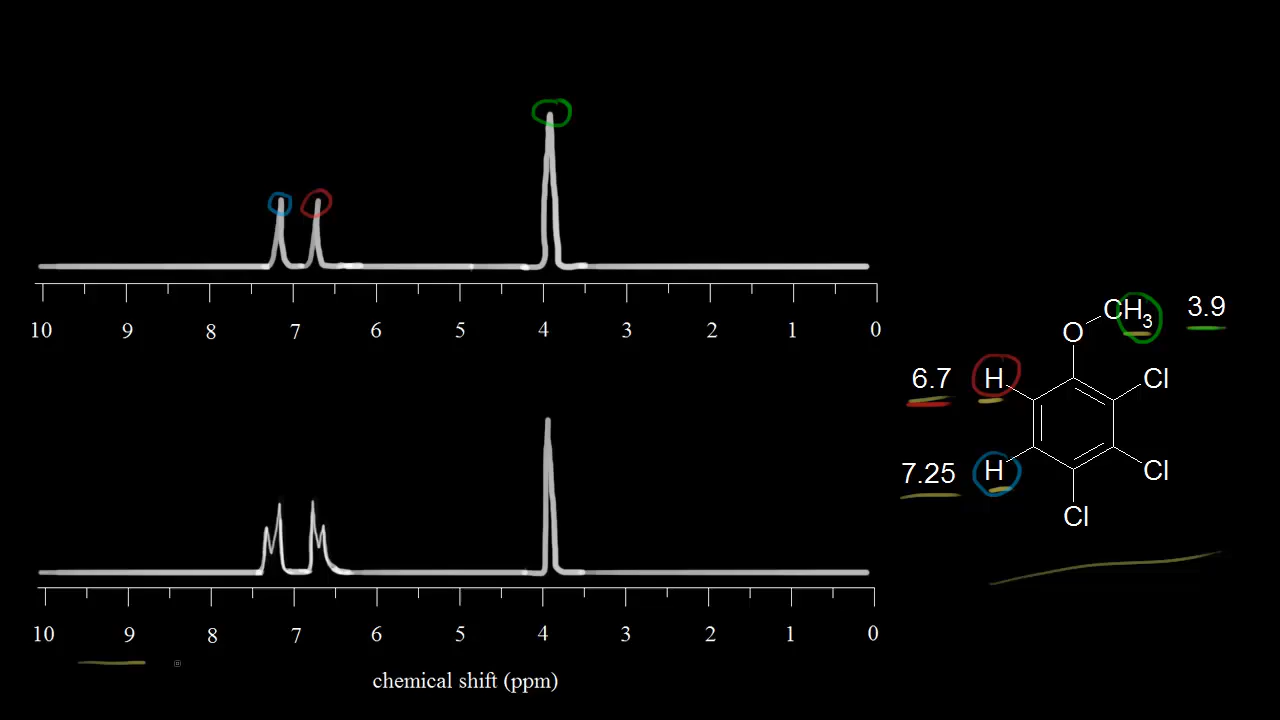 10 9 8 7 6 5 4 3 2 1 0
CH3 3.9
O
6.7 H Cl
7.25 H Cl
Cl
10 9 8 7 6 5 4 3 2 1 0
chemical shift (ppm)